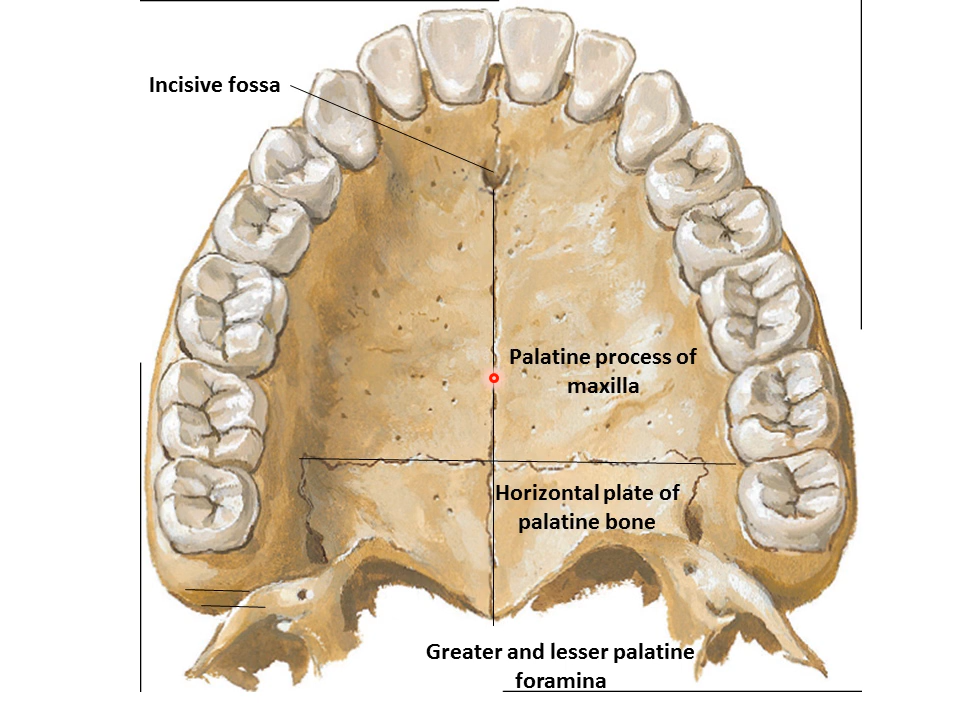 Incisive fossa
Palatine process of
maxilla
Horizontal plate of
palatine bone
Greater and lesser palatine
foramina